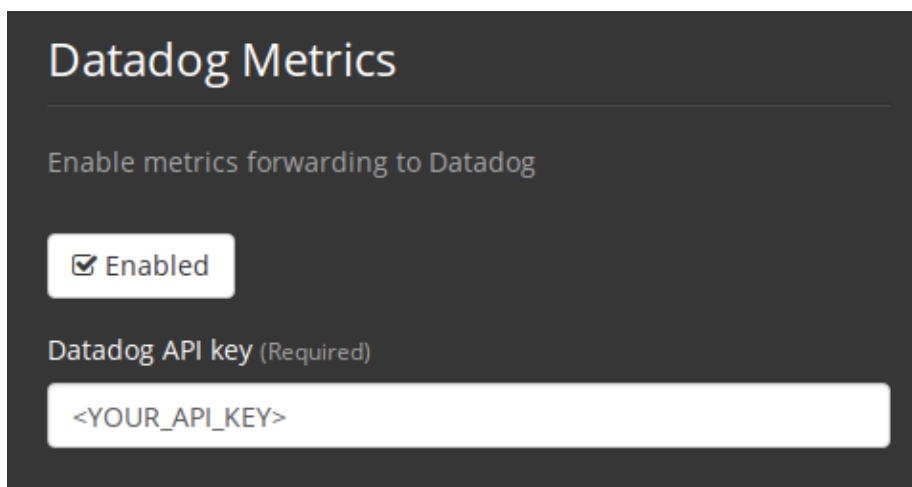 Datadog Metrics
Enable metrics forwarding to Datadog
Enabled
Datadog API key (Required)
<YOUR_API_KEY>